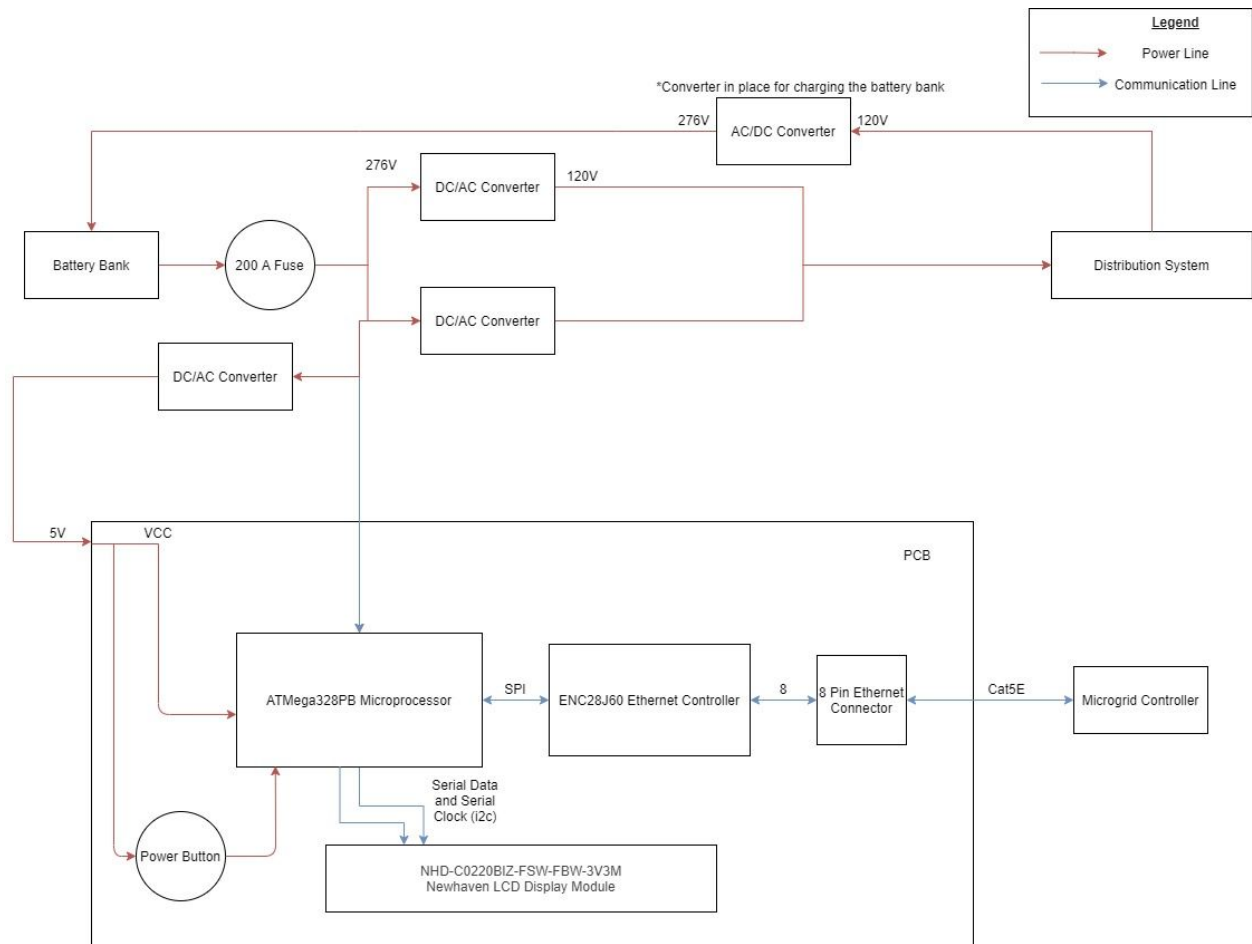 Legend
Power Line
Communication Line
*Converter in place for charging the battery bank
276V
AC/DC Converter
120V
276V
DC/AC Converter
120V
Battery Bank
200 A Fuse
Distribution System
DC/AC Converter
DC/AC Converter
5V
VCC
PCB
ATMega328PB Microprocessor
SPI
ENC28J60 Ethernet Controller
8
8 Pin Ethernet
Connector
Cat5E
Microgrid Controller
Serial Data
and Serial
Clock (i2c)
Power Button
NHD-C0220BIZ-FSW-FBW-3V3M
Newhaven LCD Display Module